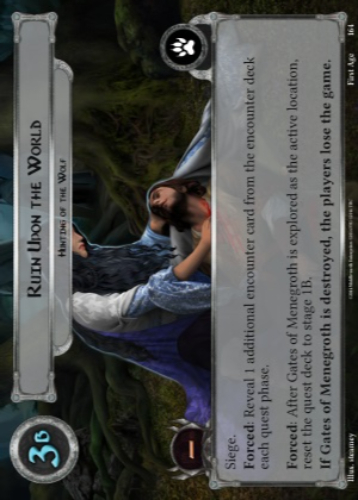 3B
Ruin Upon the World
Hunting of the Wolf
–
Siege.
Forced: Reveal 1 additional encounter card from the encounter deck
each quest phase.
Forced: After Gates of Menegroth is explored as the active location,
reset the quest deck to stage 1B.
If Gates of Menegroth is destroyed, the players lose the game.
Illus. steamey
First Age
164